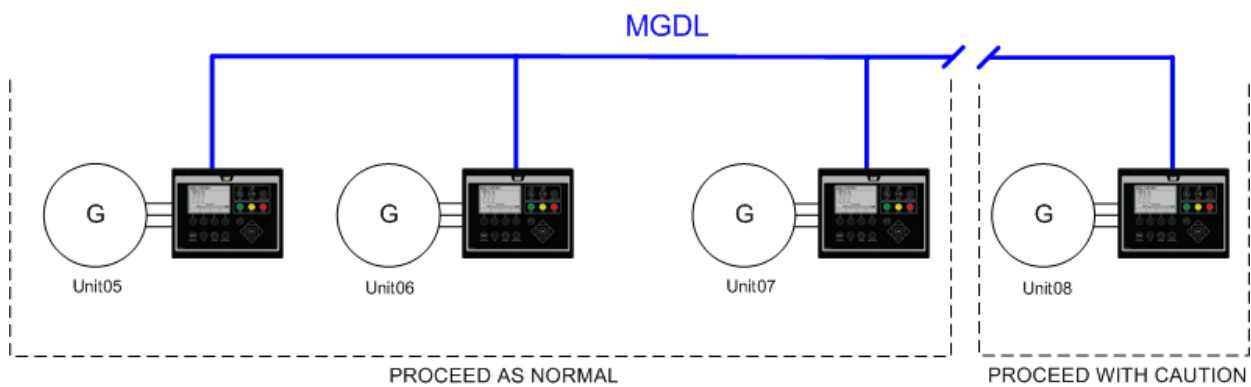 MGDL
G
G
G
G
Unit05
Unit06
Unit07
Unit08
PROCEED AS NORMAL
PROCEED WITH CAUTION